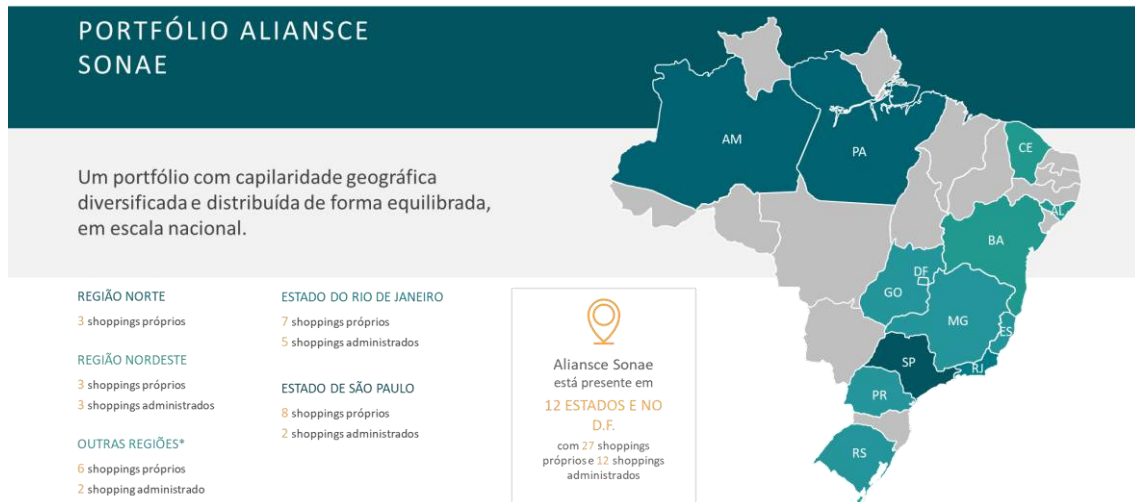 PORTFÓLIO ALIANSCE
SONAE
Um portfólio com capilaridade geográfica
diversificada e distribuída de forma equilibrada,
em escala nacional.
REGIÃO NORTE
3 shoppings próprios
REGIÃO NORDESTE
3 shoppings próprios
3 shoppings administrados
OUTRAS REGIÕES*
6 shoppings próprios
2 shopping administrado
ESTADO DO RIO DE JANEIRO
7 shoppings próprios
5 shoppings administrados
ESTADO DE SÃO PAULO
8 shoppings próprios
2 shoppings administrados
Aliansce Sonae
está presente em
12 ESTADOS E NO
D.F.
com 27 shoppings
próprios e 12 shoppings
administrados
AM
PA
CE
AL
BA
DF
GO
MG
ES
SP
RJ
PR
RS